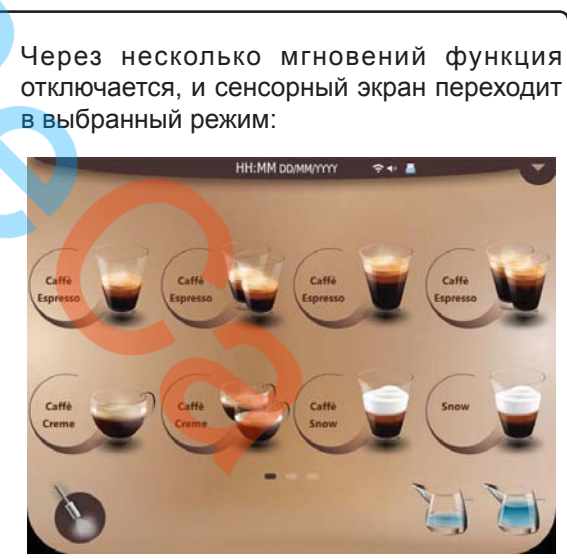 Через несколько мгновений функция
отключается, и сенсорный экран переходит
в выбранный режим:
HH:MM DD/MM/YYYY
Caffè
Espresso
Caffè
Espresso
Caffè
Espresso
Caffè
Espresso
Caffè
Creme
Caffè
Creme
Caffè
Snow
Snow